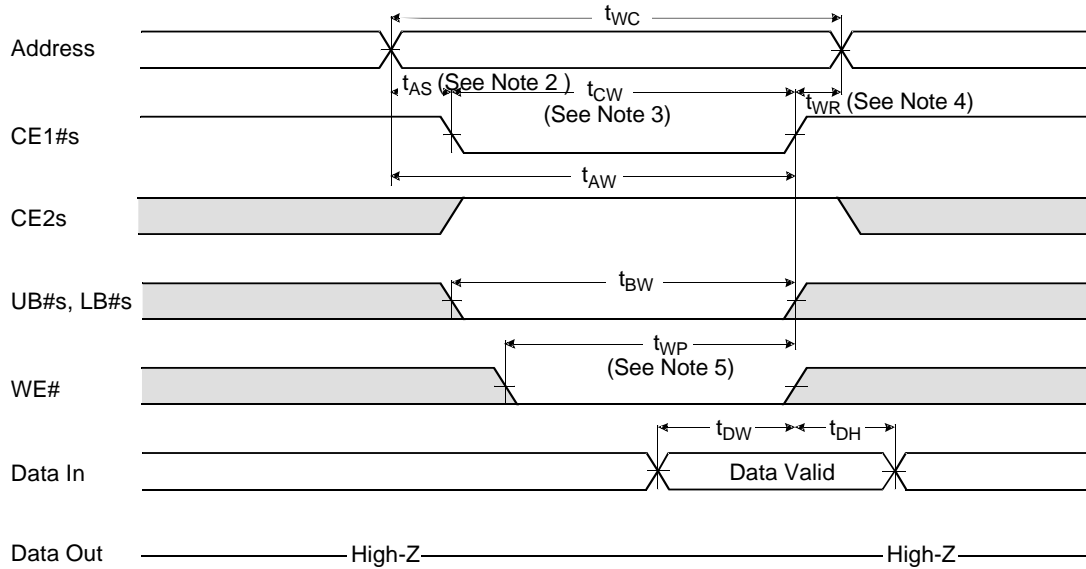 tWC
Address
tAS (See Note 2 )
tCW
(See Note 3)
tWR (See Note 4)
CE1#s
tAW
CE2s
tBW
UB#s, LB#s
tWP
(See Note 5)
WE#
tDW
tDH
Data In
Data Valid
Data Out
High-Z
High-Z